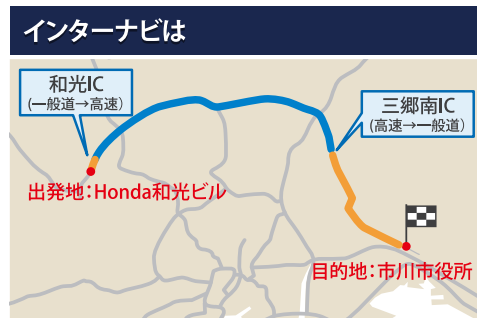 インターナビは
和光IC
(一般道→高速)
三郷南IC
(高速→一般道)
出発地：Honda和光ビル
目的地：市川市役所